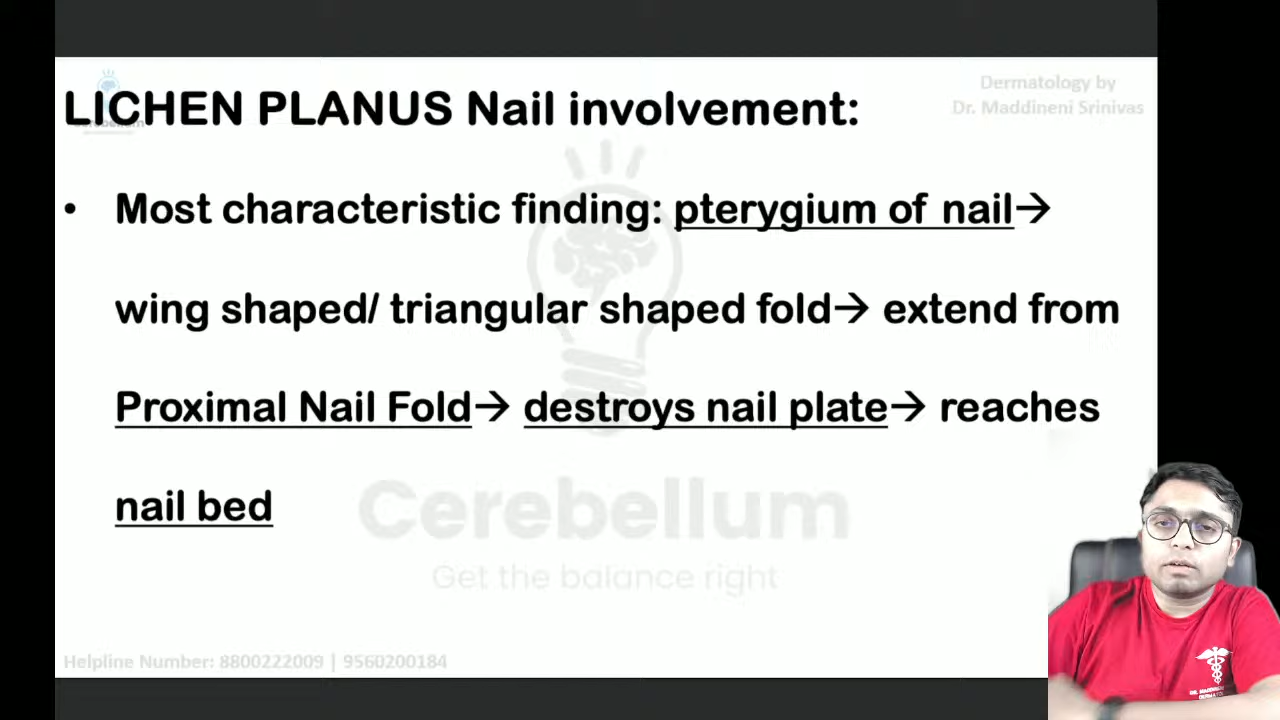 Dermatology by
Dr. Maddineni Srinivas
LICHEN PLANUS Nail involvement:
• Most characteristic finding: pterygium of nail→
wing shaped/ triangular shaped fold→ extend from
Proximal Nail Fold→ destroys nail plate→ reaches
nail bed
Cerebellum
Get the balance right
Helpline Number: 8800222009 | 9560200184